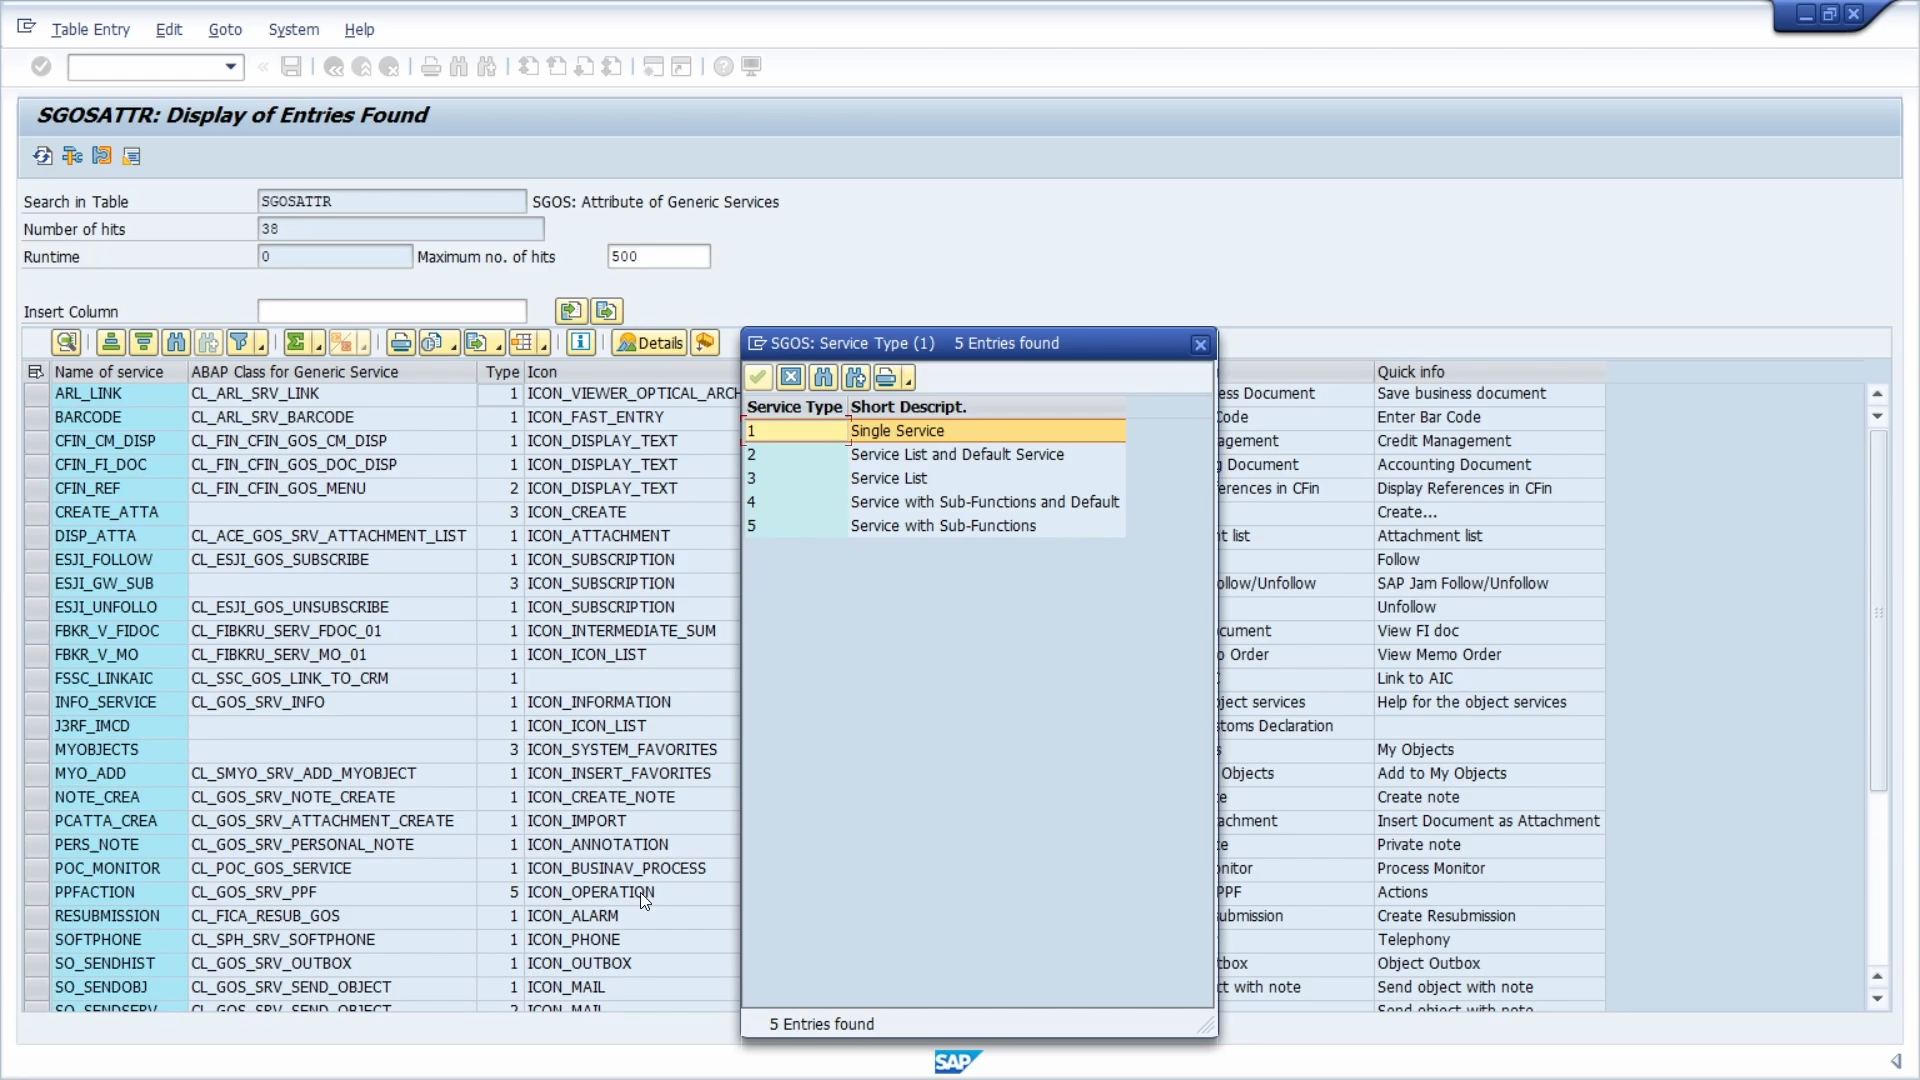 Table Entry Edit Goto System Help
SGOSATTR: Display of Entries Found
Search in Table SGOSATTR SGOS: Attribute of Generic Services
Number of hits 38
Runtime 0 Maximum no. of hits 500
Insert Column
Details
SGOS: Service Type (1) 5 Entries found
Service Type Short Descript.
1 Single Service
2 Service List and Default Service
3 Service List
4 Service with Sub-Functions and Default
5 Service with Sub-Functions
5 Entries found
Name of service ABAP Class for Generic Service Type Icon Quick info
ARL_LINK CL_ARL_SRV_LINK 1 ICON_VIEWER_OPTICAL_ARCH ess Document Save business document
BARCODE CL_ARL_SRV_BARCODE 1 ICON_FAST_ENTRY Code Enter Bar Code
CFIN_CM_DISP CL_FIN_CFIN_GOS_CM_DISP 1 ICON_DISPLAY_TEXT agement Credit Management
CFIN_FI_DOC CL_FIN_CFIN_GOS_DOC_DISP 1 ICON_DISPLAY_TEXT g Document Accounting Document
CFIN_REF CL_FIN_CFIN_GOS_MENU 2 ICON_DISPLAY_TEXT erences in CFin Display References in CFin
CREATE_ATTA 3 ICON_CREATE Create...
DISP_ATTA CL_ACE_GOS_SRV_ATTACHMENT_LIST 1 ICON_ATTACHMENT t list Attachment list
ESJI_FOLLOW CL_ESJI_GOS_SUBSCRIBE 1 ICON_SUBSCRIPTION Follow
ESJI_GW_SUB 3 ICON_SUBSCRIPTION ollow/Unfollow SAP Jam Follow/Unfollow
ESJI_UNFOLLO CL_ESJI_GOS_UNSUBSCRIBE 1 ICON_SUBSCRIPTION Unfollow
FBKR_V_FIDOC CL_FIBKRU_SERV_FDOC_01 1 ICON_INTERMEDIATE_SUM cument View FI doc
FBKR_V_MO CL_FIBKRU_SERV_MO_01 1 ICON_ICON_LIST o Order View Memo Order
FSSC_LINKAIC CL_SSC_GOS_LINK_TO_CRM 1 Link to AIC
INFO_SERVICE CL_GOS_SRV_INFO 1 ICON_INFORMATION ject services Help for the object services
J3RF_IMCD 1 ICON_ICON_LIST toms Declaration
MYOBJECTS 3 ICON_SYSTEM_FAVORITES s My Objects
MYO_ADD CL_SMYO_SRV_ADD_MYOBJECT 1 ICON_INSERT_FAVORITES Objects Add to My Objects
NOTE_CREA CL_GOS_SRV_NOTE_CREATE 1 ICON_CREATE_NOTE te Create note
PCATTA_CREA CL_GOS_SRV_ATTACHMENT_CREATE 1 ICON_IMPORT achment Insert Document as Attachment
PERS_NOTE CL_GOS_SRV_PERSONAL_NOTE 1 ICON_ANNOTATION te Private note
POC_MONITOR CL_POC_GOS_SERVICE 1 ICON_BUSINAV_PROCESS onitor Process Monitor
PPFACTION CL_GOS_SRV_PPF 5 ICON_OPERATION PPF Actions
RESUBMISSION CL_FICA_RESUB_GOS 1 ICON_ALARM ubmission Create Resubmission
SOFTPHONE CL_SPH_SRV_SOFTPHONE 1 ICON_PHONE Telephony
SO_SENDHIST CL_GOS_SRV_OUTBOX 1 ICON_OUTBOX tbox Object Outbox
SO_SENDOBJ CL_GOS_SRV_SEND_OBJECT 1 ICON_MAIL ct with note Send object with note
SO_SENDSERV CL_GOS_SRV_SEND_OBJECT 2 ICON_MAIL Send object with note
SAP